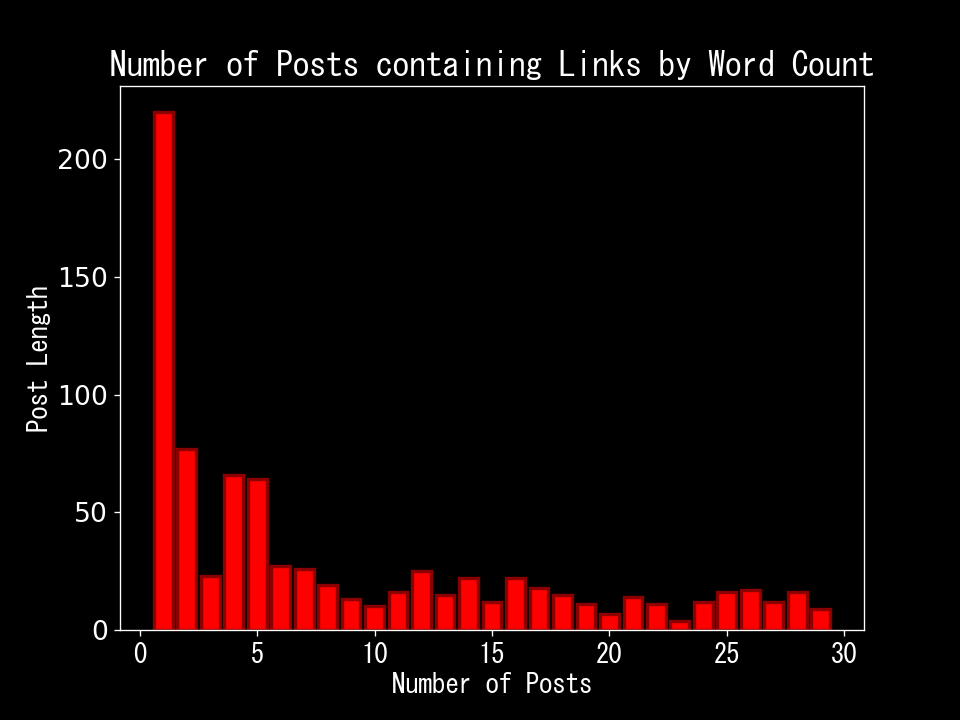 Number of Posts containing Links by Word Count
200
150
100
50
0
Post Length
0 5 10 15 20 25 30
Number of Posts